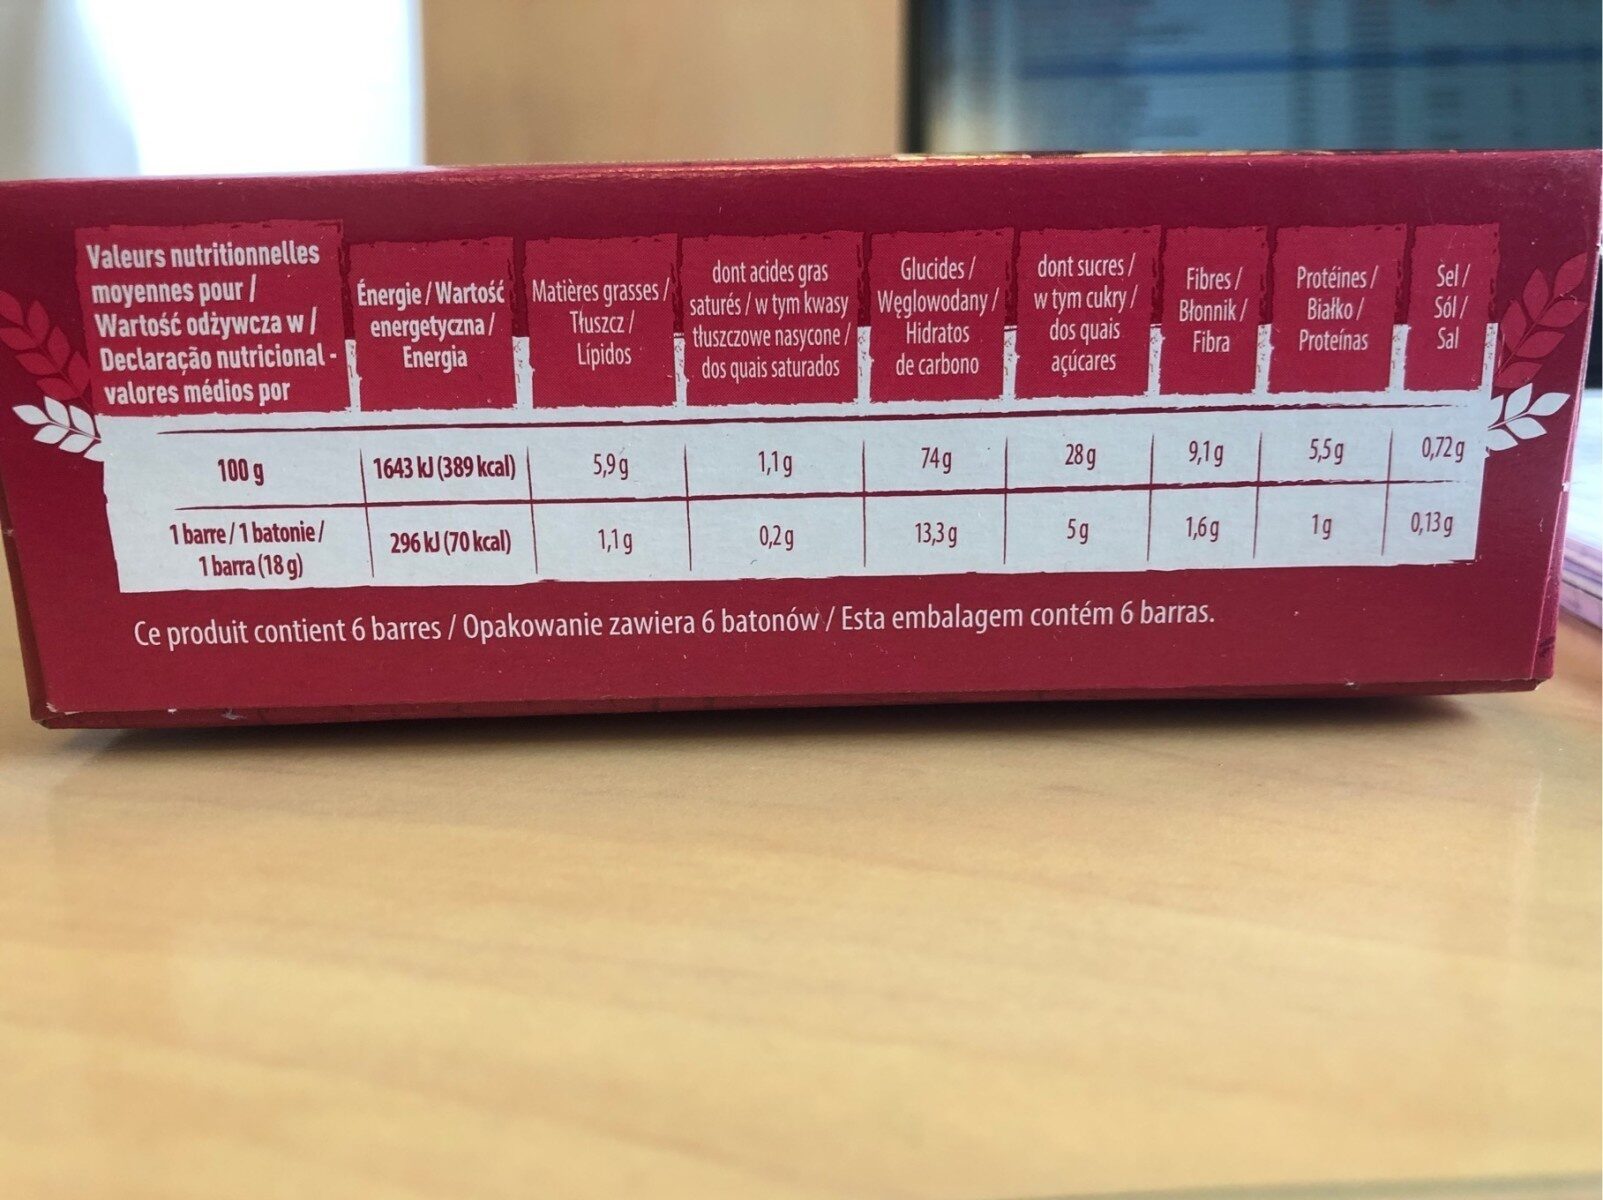 Valeurs nutritionnelles
moyennes pour /
Wartość odżywcza w /
Declaração nutricional -
valores médios por
Énergie / Wartość
energetyczna /
Energia
Matières grasses /
Tłuszcz /
Lípidos
dont acides gras
saturés / w tym kwasy
tłuszczowe nasycone /
dos quais saturados
Glucides /
Węglowodany /
Hidratos
de carbono
dont sucres /
w tym cukry /
dos quais
açúcares
Fibres /
Błonnik /
Fibra
Protéines /
Białko /
Proteínas
Sel /
Sól /
Sal
100 g
1643 kJ (389 kcal)
5,9 g
1,1 g
74 g
28 g
9,1 g
5,5 g
0,72 g
1 barre / 1 batonie /
1 barra (18 g)
296 kJ (70 kcal)
1,1 g
0,2 g
13,3 g
5 g
1,6 g
1 g
0,13 g
Ce produit contient 6 barres / Opakowanie zawiera 6 batonów / Esta embalagem contém 6 barras.